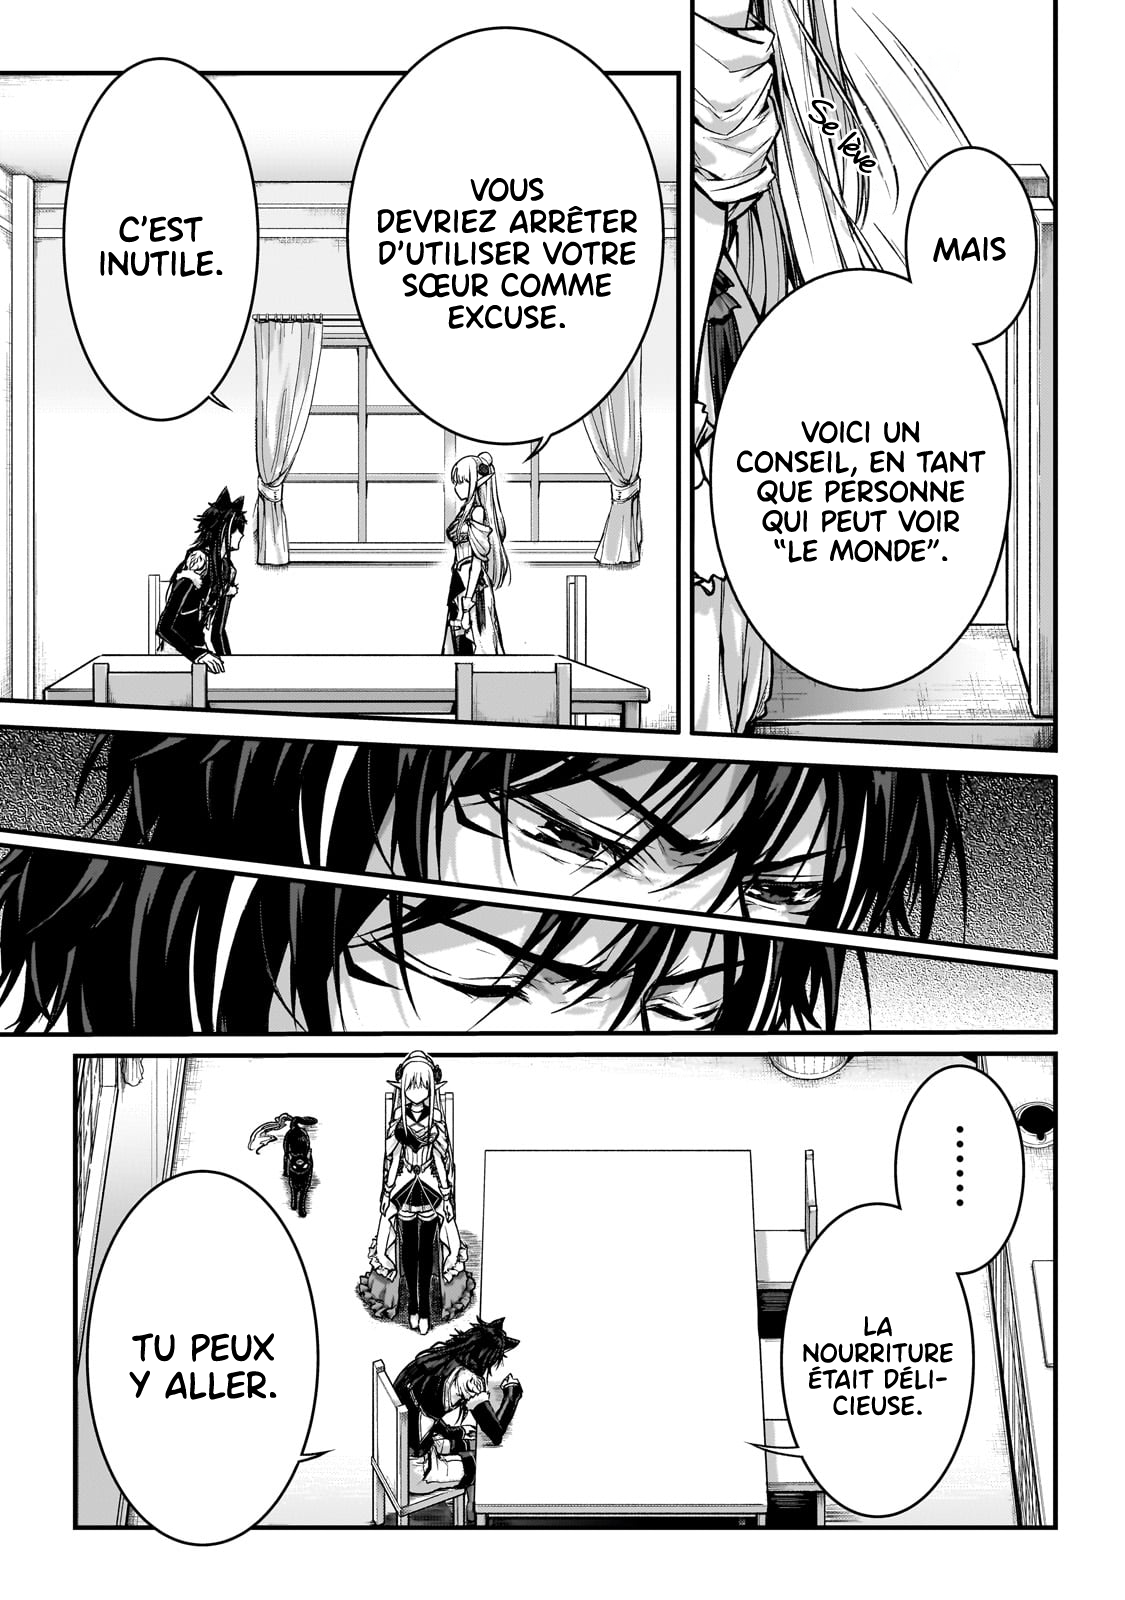 Se lève
MAIS
VOICI UN
CONSEIL, EN TANT
QUE PERSONNE
QUI PEUT VOIR
"LE MONDE".
VOUS
DEVRIEZ ARRÊTER
D'UTILISER VOTRE
SŒUR COMME
EXCUSE.
C'EST
INUTILE.
......
LA
NOURRITURE
ÉTAIT DÉLI-
CIEUSE.
TU PEUX
Y ALLER.